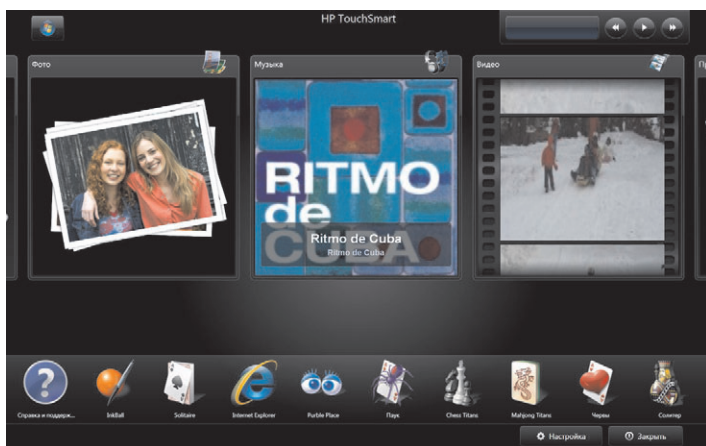 HP TouchSmart
Фото
Музыка
Видео
RITMO
de
CUBA
Ritmo de Cuba
Ritmo de Cuba
Справка и поддерж...
InkBall
Solitaire
Internet Explorer
Purble Place
Паук
Chess Titans
Mahjong Titans
Червы
Солитер
Настройка
Закрыть